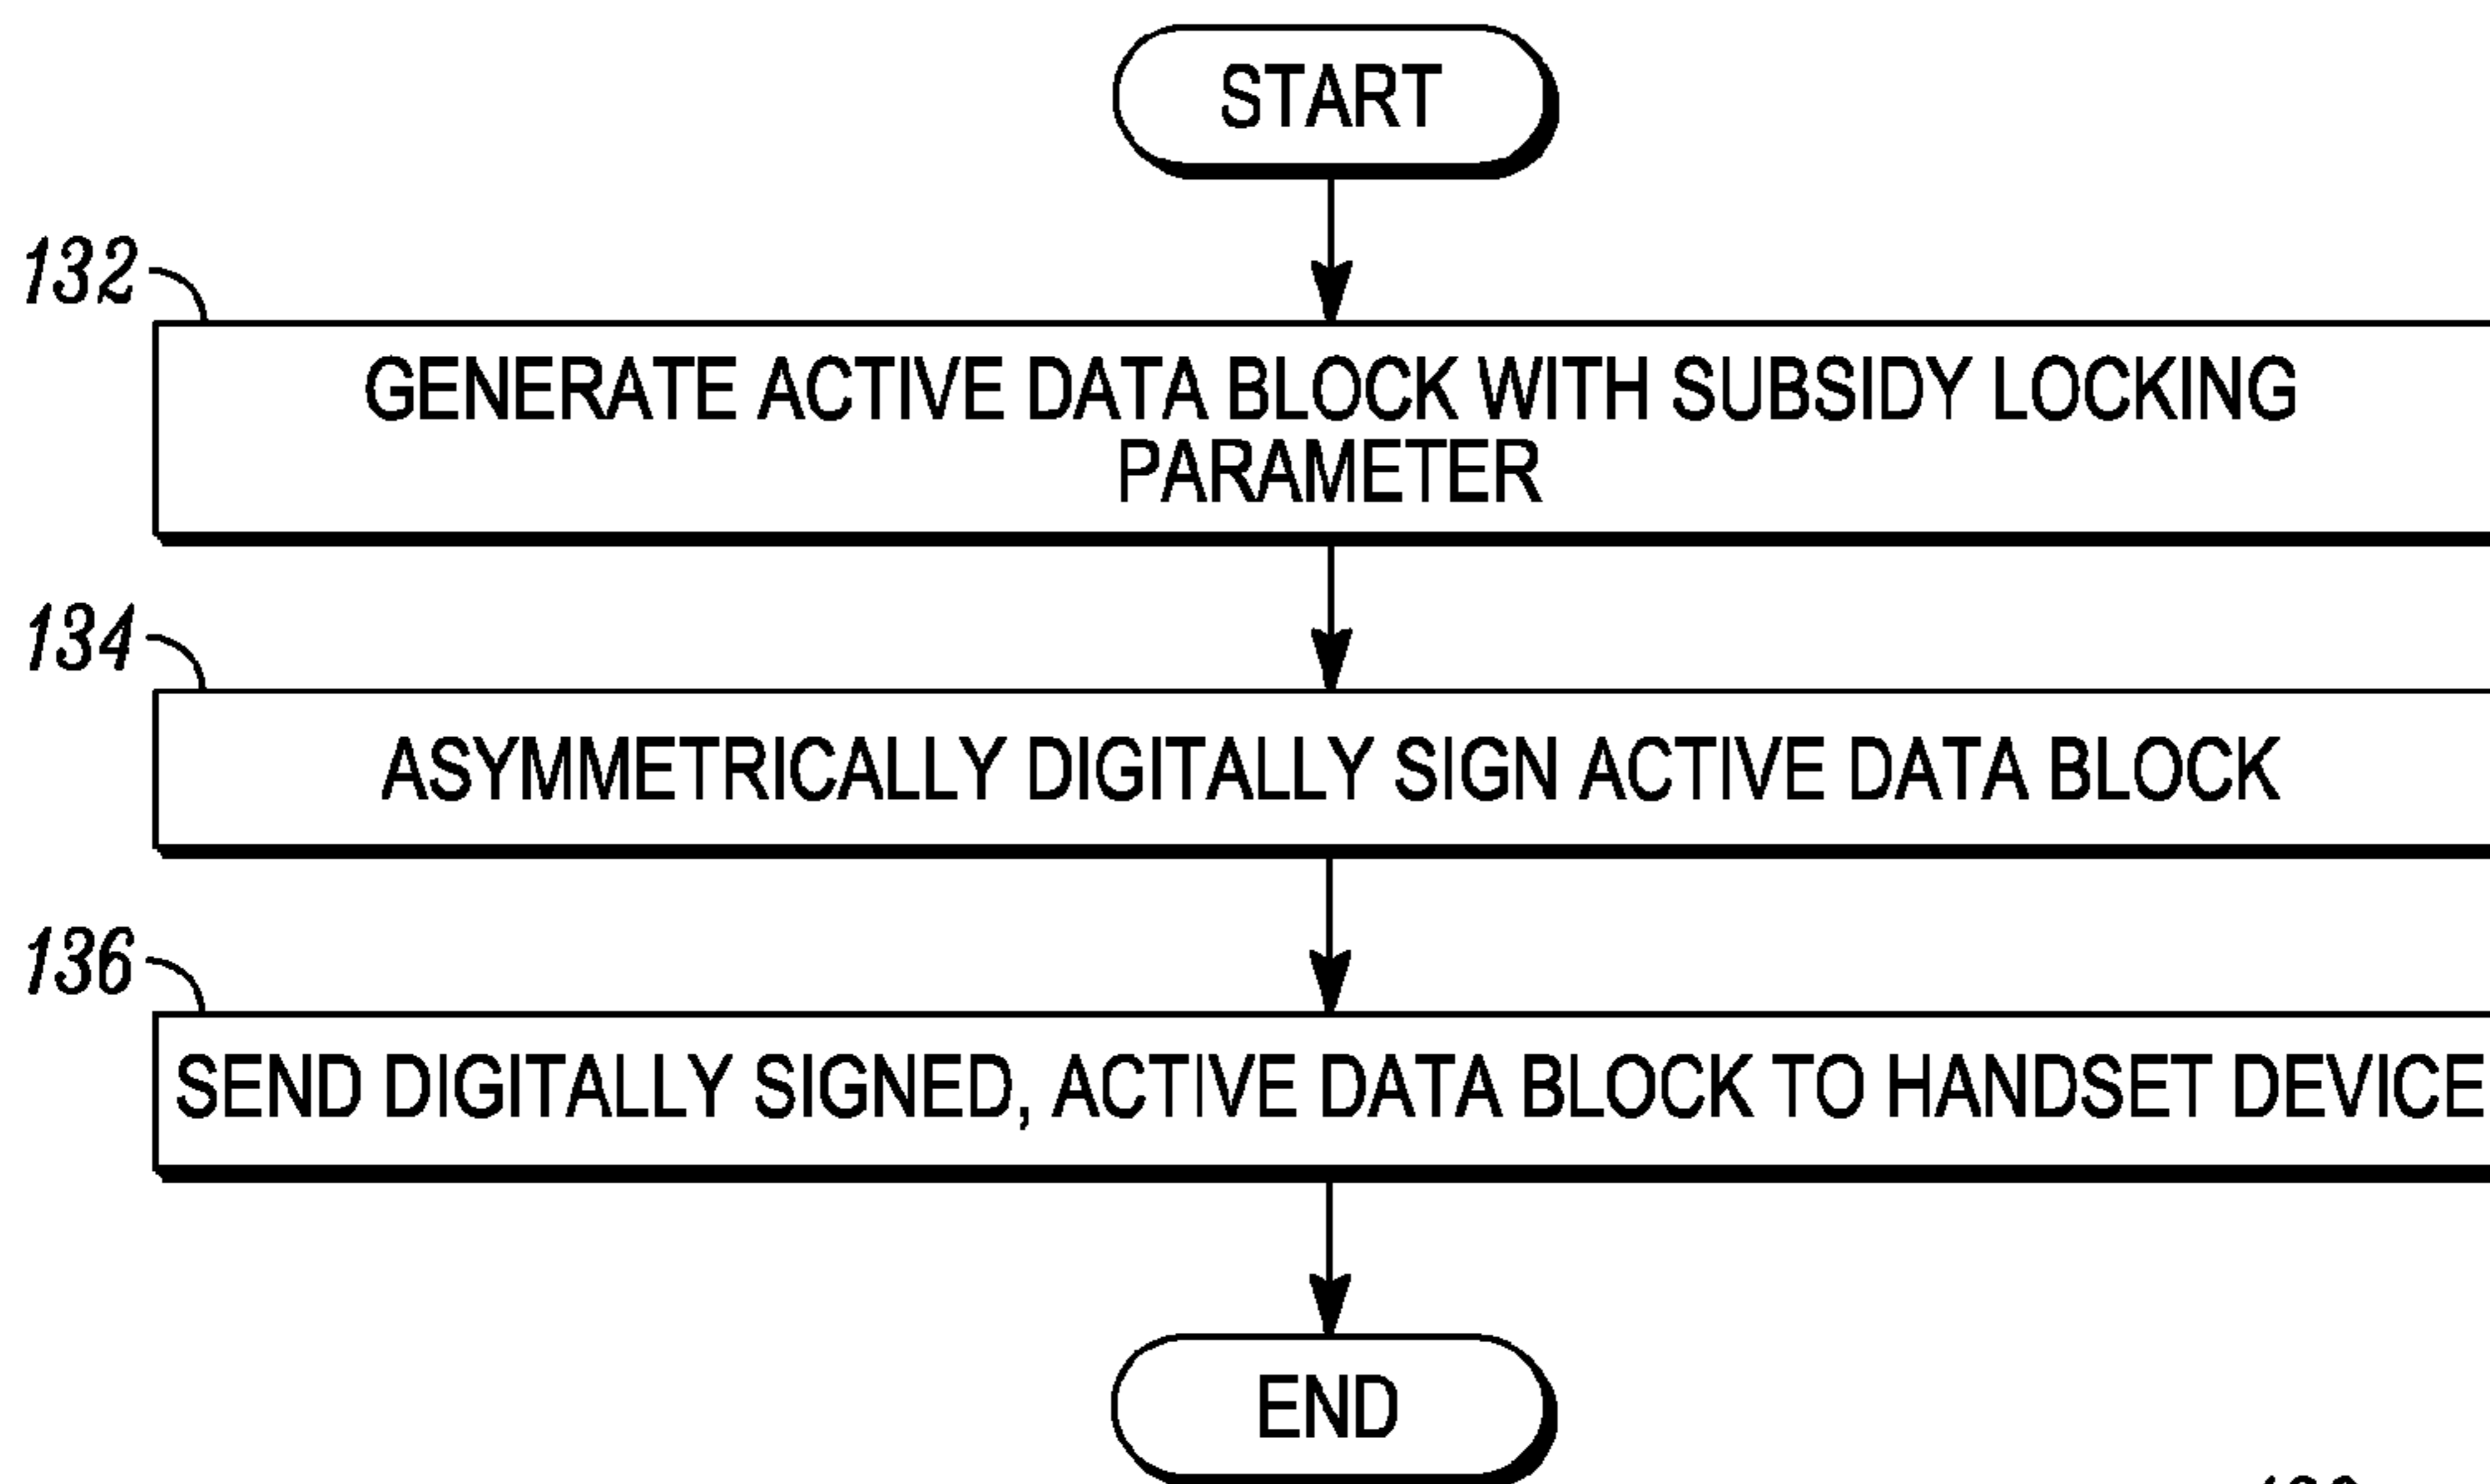 START
132
GENERATE ACTIVE DATA BLOCK WITH SUBSIDY LOCKING
PARAMETER
134
ASYMMETRICALLY DIGITALLY SIGN ACTIVE DATA BLOCK
136
SEND DIGITALLY SIGNED, ACTIVE DATA BLOCK TO HANDSET DEVICE
END